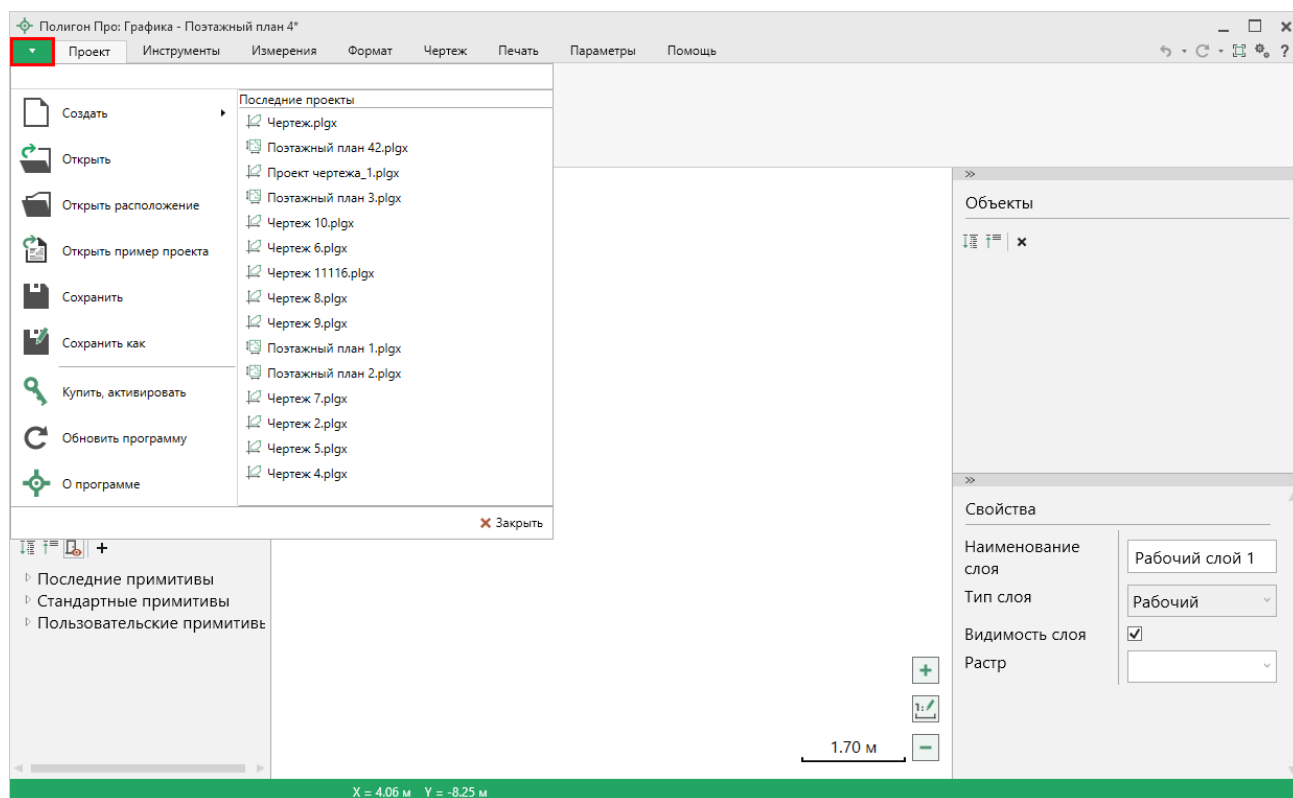 Полигон Про: Графика - Поэтажный план 4*
Проект Инструменты Измерения Формат Чертеж Печать Параметры Помощь
?
Создать
Открыть
Открыть расположение
Открыть пример проекта
Сохранить
Сохранить как
Купить, активировать
Обновить программу
О программе
Последние проекты
Чертеж.plgx
Поэтажный план 42.plgx
Проект чертежа_1.plgx
Поэтажный план 3.plgx
Чертеж 10.plgx
Чертеж 6.plgx
Чертеж 11116.plgx
Чертеж 8.plgx
Чертеж 9.plgx
Поэтажный план 1.plgx
Поэтажный план 2.plgx
Чертеж 7.plgx
Чертеж 2.plgx
Чертеж 5.plgx
Чертеж 4.plgx
Закрыть
Последние примитивы
Стандартные примитивы
Пользовательские примитивы
1.70 м
Объекты
Свойства
Наименование
слоя
Рабочий слой 1
Тип слоя
Рабочий
Видимость слоя
Растр
X = 4.06 м Y = -8.25 м